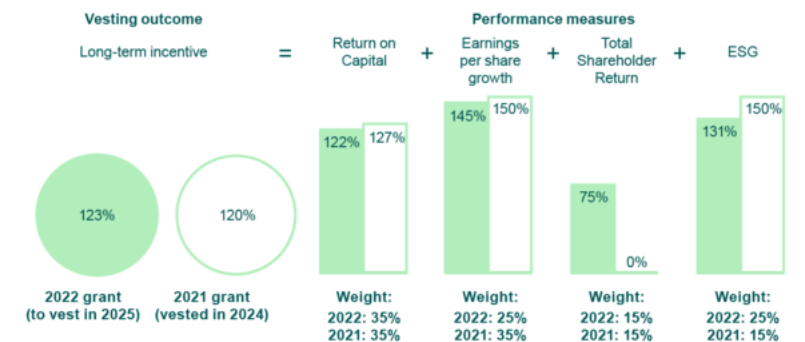 Vesting outcome
Performance measures
Long-term incentive
=
Return on
Capital
+
Earnings
per share
growth
+
Total
Shareholder
Return
+
ESG
123%
120%
122%
127%
145%
150%
75%
0%
131%
150%
2022 grant
(to vest in 2025)
2021 grant
(vested in 2024)
Weight:
2022: 35%
2021: 35%
Weight:
2022: 25%
2021: 35%
Weight:
2022: 15%
2021: 15%
Weight:
2022: 25%
2021: 15%